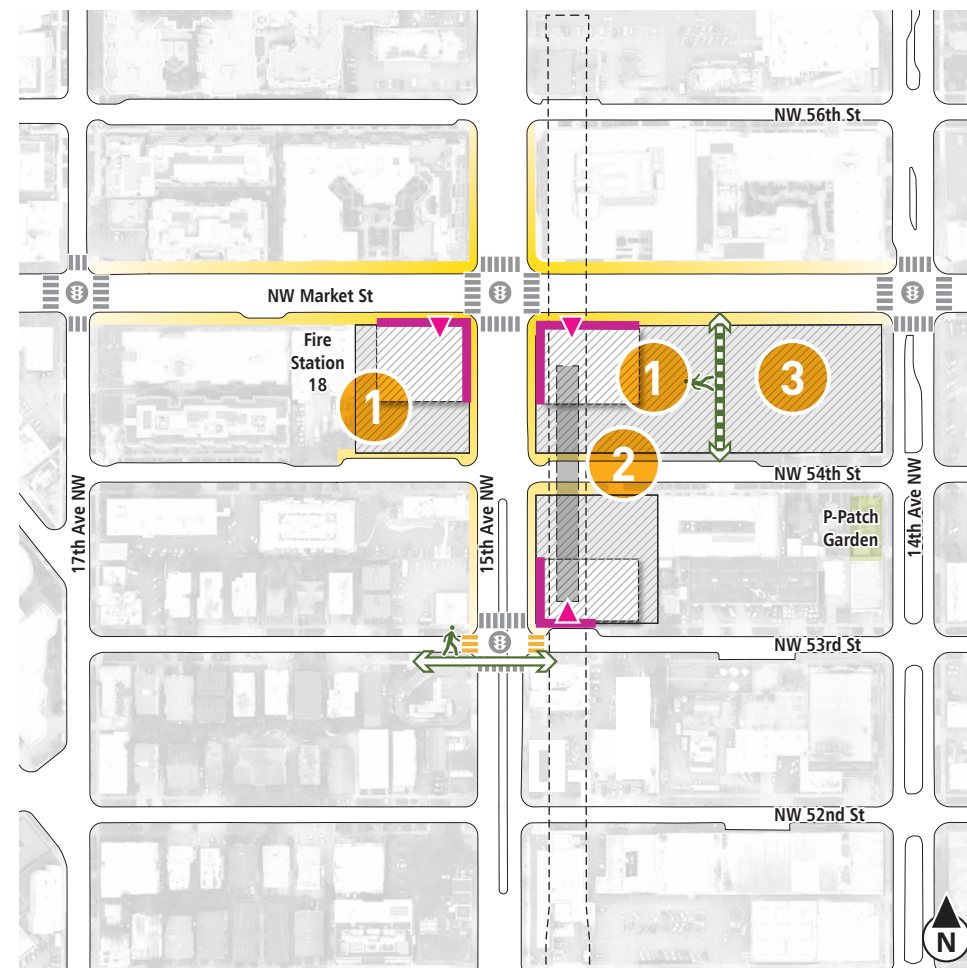 NW 56th St
NW Market St
Fire
Station
18
1
1
3
2
NW 54th St
17th Ave NW
15th Ave NW
14th Ave NW
P-Patch
Garden
NW 53rd St
NW 52nd St
N